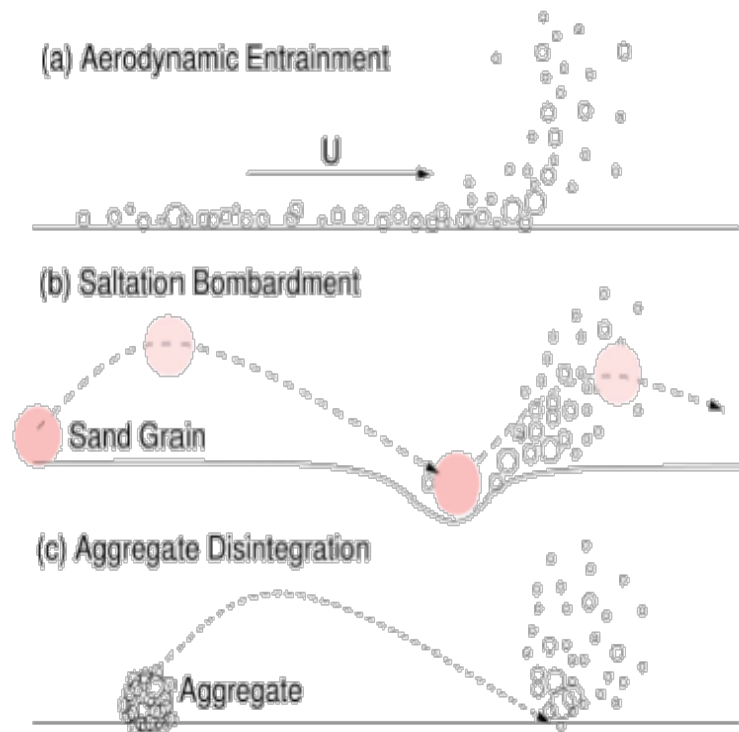 (a) Aerodynamic Entrainment
U
(b) Saltation Bombardment
Sand Grain
(c) Aggregate Disintegration
Aggregate